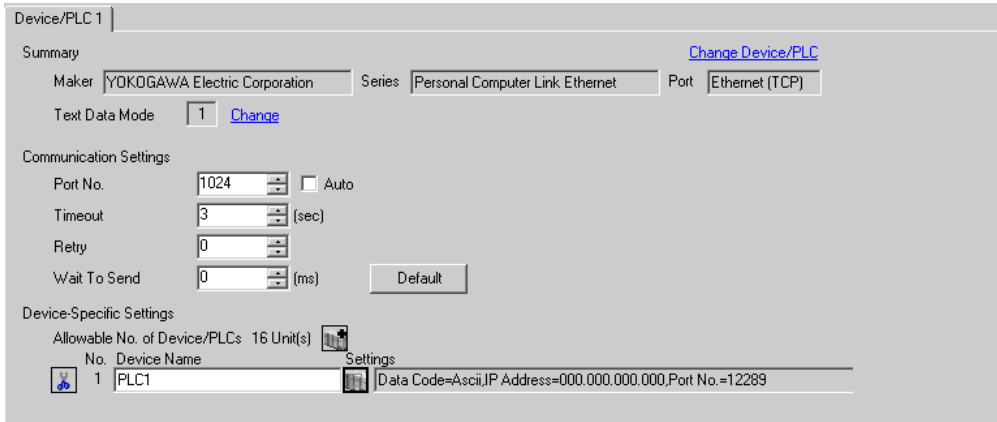 Device/PLC 1
Summary Change Device/PLC
Maker YOKOGAWA Electric Corporation Series Personal Computer Link Ethernet Port Ethernet (TCP)
Text Data Mode 1 Change
Communication Settings
Port No. 1024 Auto
Timeout 3 (sec)
Retry 0
Wait To Send 0 (ms) Default
Device-Specific Settings
Allowable No. of Device/PLCs 16 Unit(s)
No. Device Name Settings
1 PLC1 Data Code=Ascii,IP Address=000.000.000.000,Port No.=12289